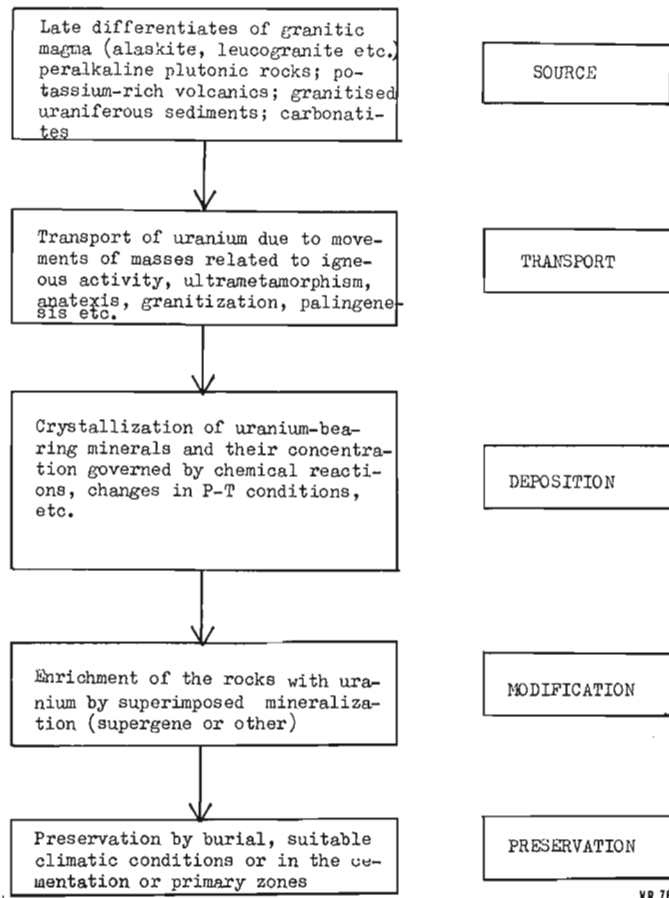 Late differentiates of granitic
magma (alaskite, leucogranite etc.)
peralkaline plutonic rocks; po-
tassium-rich volcanics; granitised
uraniferous sediments; carbonati-
tes
SOURCE
Transport of uranium due to move-
ments of masses related to igne-
ous activity, ultrametamorphism,
anatexis, granitization, palingene-
sis etc.
TRANSPORT
Crystallization of uranium-bea-
ring minerals and their concentra-
tion governed by chemical reacti-
ons, changes in P-T conditions,
etc.
DEPOSITION
Enrichment of the rocks with ura-
nium by superimposed mineraliza-
tion (supergene or other)
MODIFICATION
Preservation by burial, suitable
climatic conditions or in the ce-
mentation or primary zones
PRESERVATION